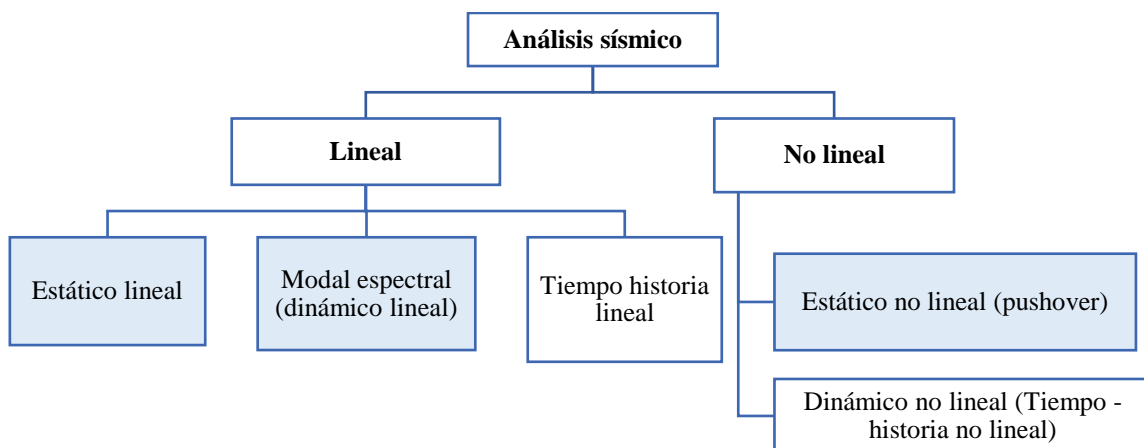 Análisis sísmico
Lineal
No lineal
Estático lineal
Modal espectral
(dinámico lineal)
Tiempo historia
lineal
Estático no lineal (pushover)
Dinámico no lineal (Tiempo -
historia no lineal)